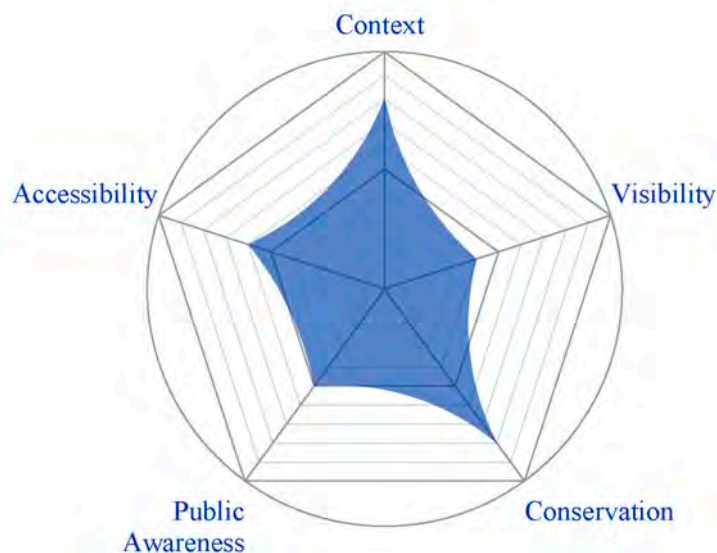 Context
Accessibility
Visibility
Public
Awareness
Conservation